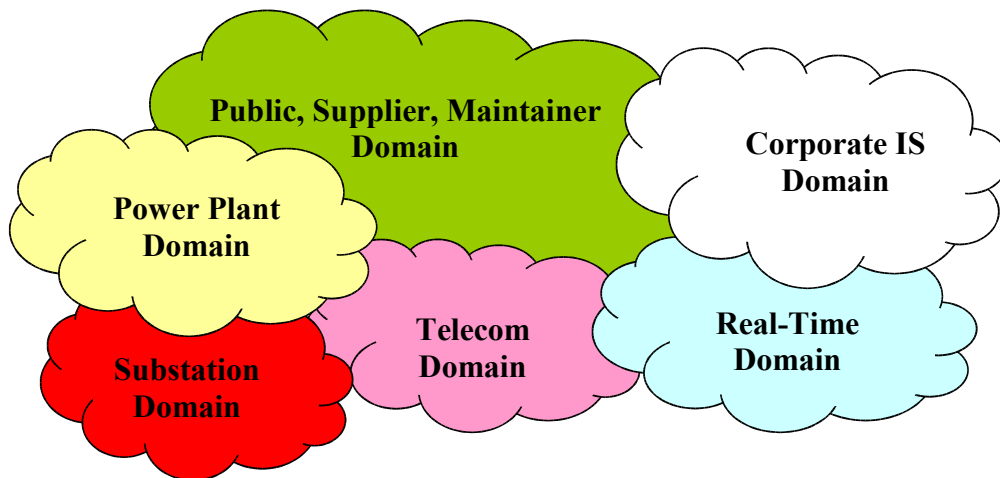 Public, Supplier, Maintainer
Domain
Corporate IS
Domain
Power Plant
Domain
Telecom
Domain
Real-Time
Domain
Substation
Domain